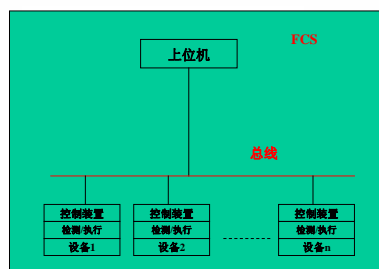 FCS
上位机
总线
控制装置 控制装置 控制装置
检测/执行 检测/执行 检测/执行
设备1 设备2 设备n